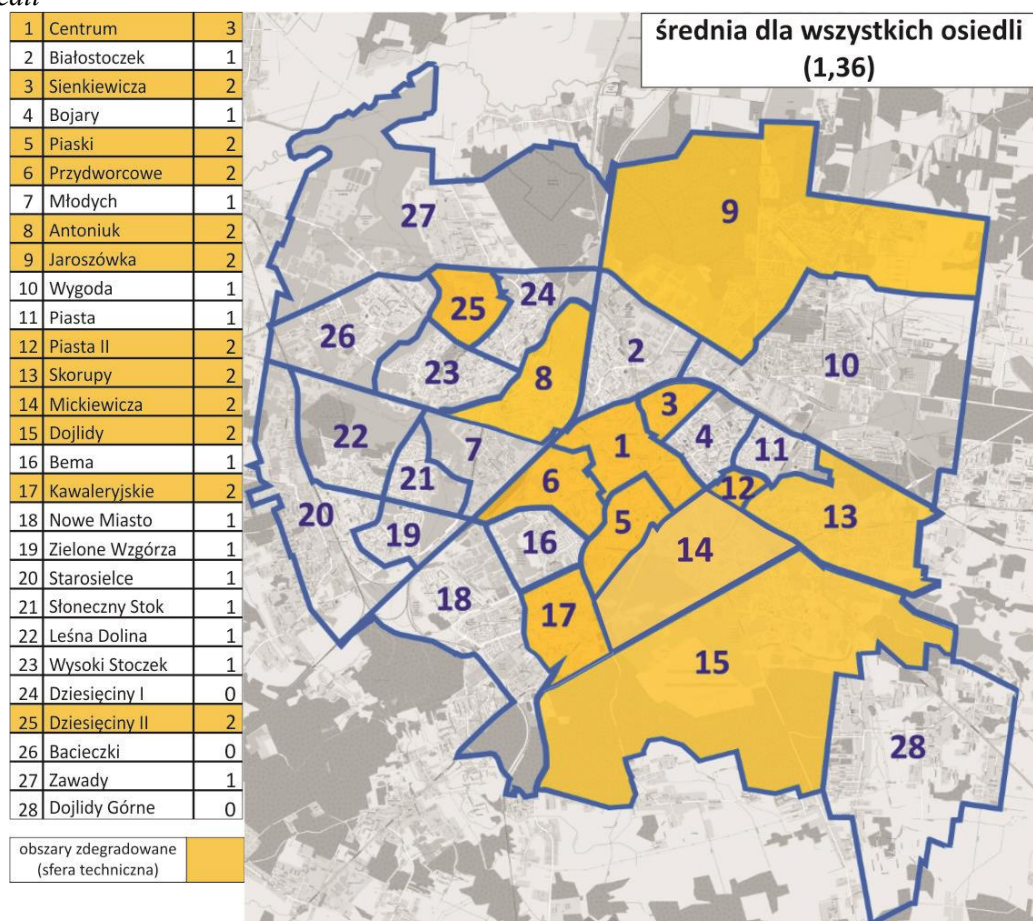 średnia dla wszystkich osiedli
(1,36)
1 Centrum 3
2 Białostoczek 1
3 Sienkiewicza 2
4 Bojary 1
5 Piaski 2
6 Przydworcowe 2
7 Młodych 1
8 Antoniuk 2
9 Jaroszówka 2
10 Wygoda 1
11 Piasta 1
12 Piasta II 2
13 Skorupy 2
14 Mickiewicza 2
15 Dojlidy 2
16 Bema 1
17 Kawaleryjskie 2
18 Nowe Miasto 1
19 Zielone Wzgórza 1
20 Starosielce 1
21 Słoneczny Stok 1
22 Leśna Dolina 1
23 Wysoki Stoczek 1
24 Dziesięciny I 0
25 Dziesięciny II 2
26 Bacieczki 0
27 Zawady 1
28 Dojlidy Górne 0
obszary zdegradowane
(sfera techniczna)
27
9
25
24
26
2
10
23
8
3
22
7
1
4
11
21
6
12
20
19
5
13
16
14
18
17
15
28